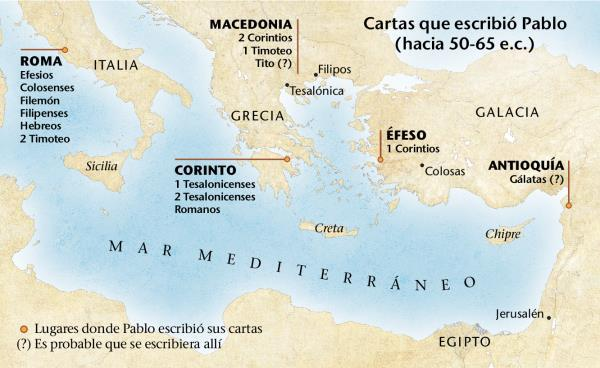 Cartas que escribió Pablo
(hacia 50-65 e.c.)
MACEDONIA
2 Corintios
1 Timoteo
Tito (?)
ROMA
Efesios
Colosenses
Filemón
Filipenses
Hebreos
2 Timoteo
ITALIA
Filipos
Tesalónica
GRECIA
GALACIA
ÉFESO
1 Corintios
Colosas
ANTIOQUÍA
Gálatas (?)
Sicilia
CORINTO
1 Tesalonicenses
2 Tesalonicenses
Romanos
Creta
Chipre
MAR MEDITERRÁNEO
Jerusalén
EGIPTO
Lugares donde Pablo escribió sus cartas
(?) Es probable que se escribiera allí